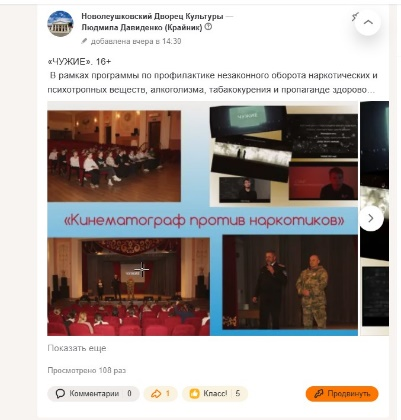 Новолеушковский Дворец Культуры —
Людмила Давиденко (Крайник)
добавлена вчера в 14:30
«ЧУЖИЕ». 16+
В рамках программы по профилактике незаконного оборота наркотических и
психотропных веществ, алкоголизма, табакокурения и пропаганде здорово...
«Кинематограф против наркотиков»
Показать еще
Просмотрено 108 раз
Комментарии 0
1
Класс! 5
Продвинуть